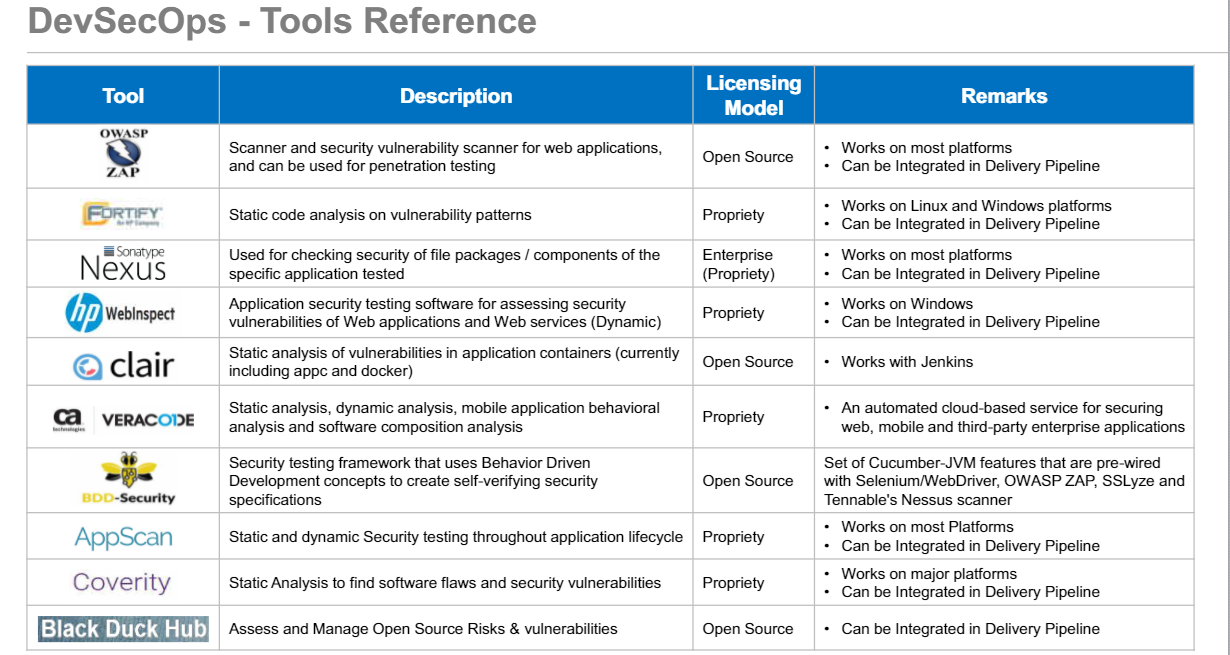 DevSecOps - Tools Reference
Tool
Description
Licensing
Model
Remarks
OWASP
ZAP
Scanner and security vulnerability scanner for web applications,
and can be used for penetration testing
Open Source
• Works on most platforms
• Can be Integrated in Delivery Pipeline
FORTIFY
An HP Company
Static code analysis on vulnerability patterns
Propriety
• Works on Linux and Windows platforms
• Can be Integrated in Delivery Pipeline
Sonatype
Nexus
Used for checking security of file packages / components of the
specific application tested
Enterprise
(Propriety)
• Works on most platforms
• Can be Integrated in Delivery Pipeline
hp WebInspect
Application security testing software for assessing security
vulnerabilities of Web applications and Web services (Dynamic)
Propriety
• Works on Windows
• Can be Integrated in Delivery Pipeline
clair
Static analysis of vulnerabilities in application containers (currently
including appc and docker)
Open Source
• Works with Jenkins
ca VERACODE
technologies
Static analysis, dynamic analysis, mobile application behavioral
analysis and software composition analysis
Propriety
• An automated cloud-based service for securing
web, mobile and third-party enterprise applications
BDD-Security
Security testing framework that uses Behavior Driven
Development concepts to create self-verifying security
specifications
Open Source
Set of Cucumber-JVM features that are pre-wired
with Selenium/WebDriver, OWASP ZAP, SSLyze and
Tennable's Nessus scanner
AppScan
Static and dynamic Security testing throughout application lifecycle
Propriety
• Works on most Platforms
• Can be Integrated in Delivery Pipeline
Coverity
Static Analysis to find software flaws and security vulnerabilities
Propriety
• Works on major platforms
• Can be Integrated in Delivery Pipeline
Black Duck Hub
Assess and Manage Open Source Risks & vulnerabilities
Open Source
• Can be Integrated in Delivery Pipeline